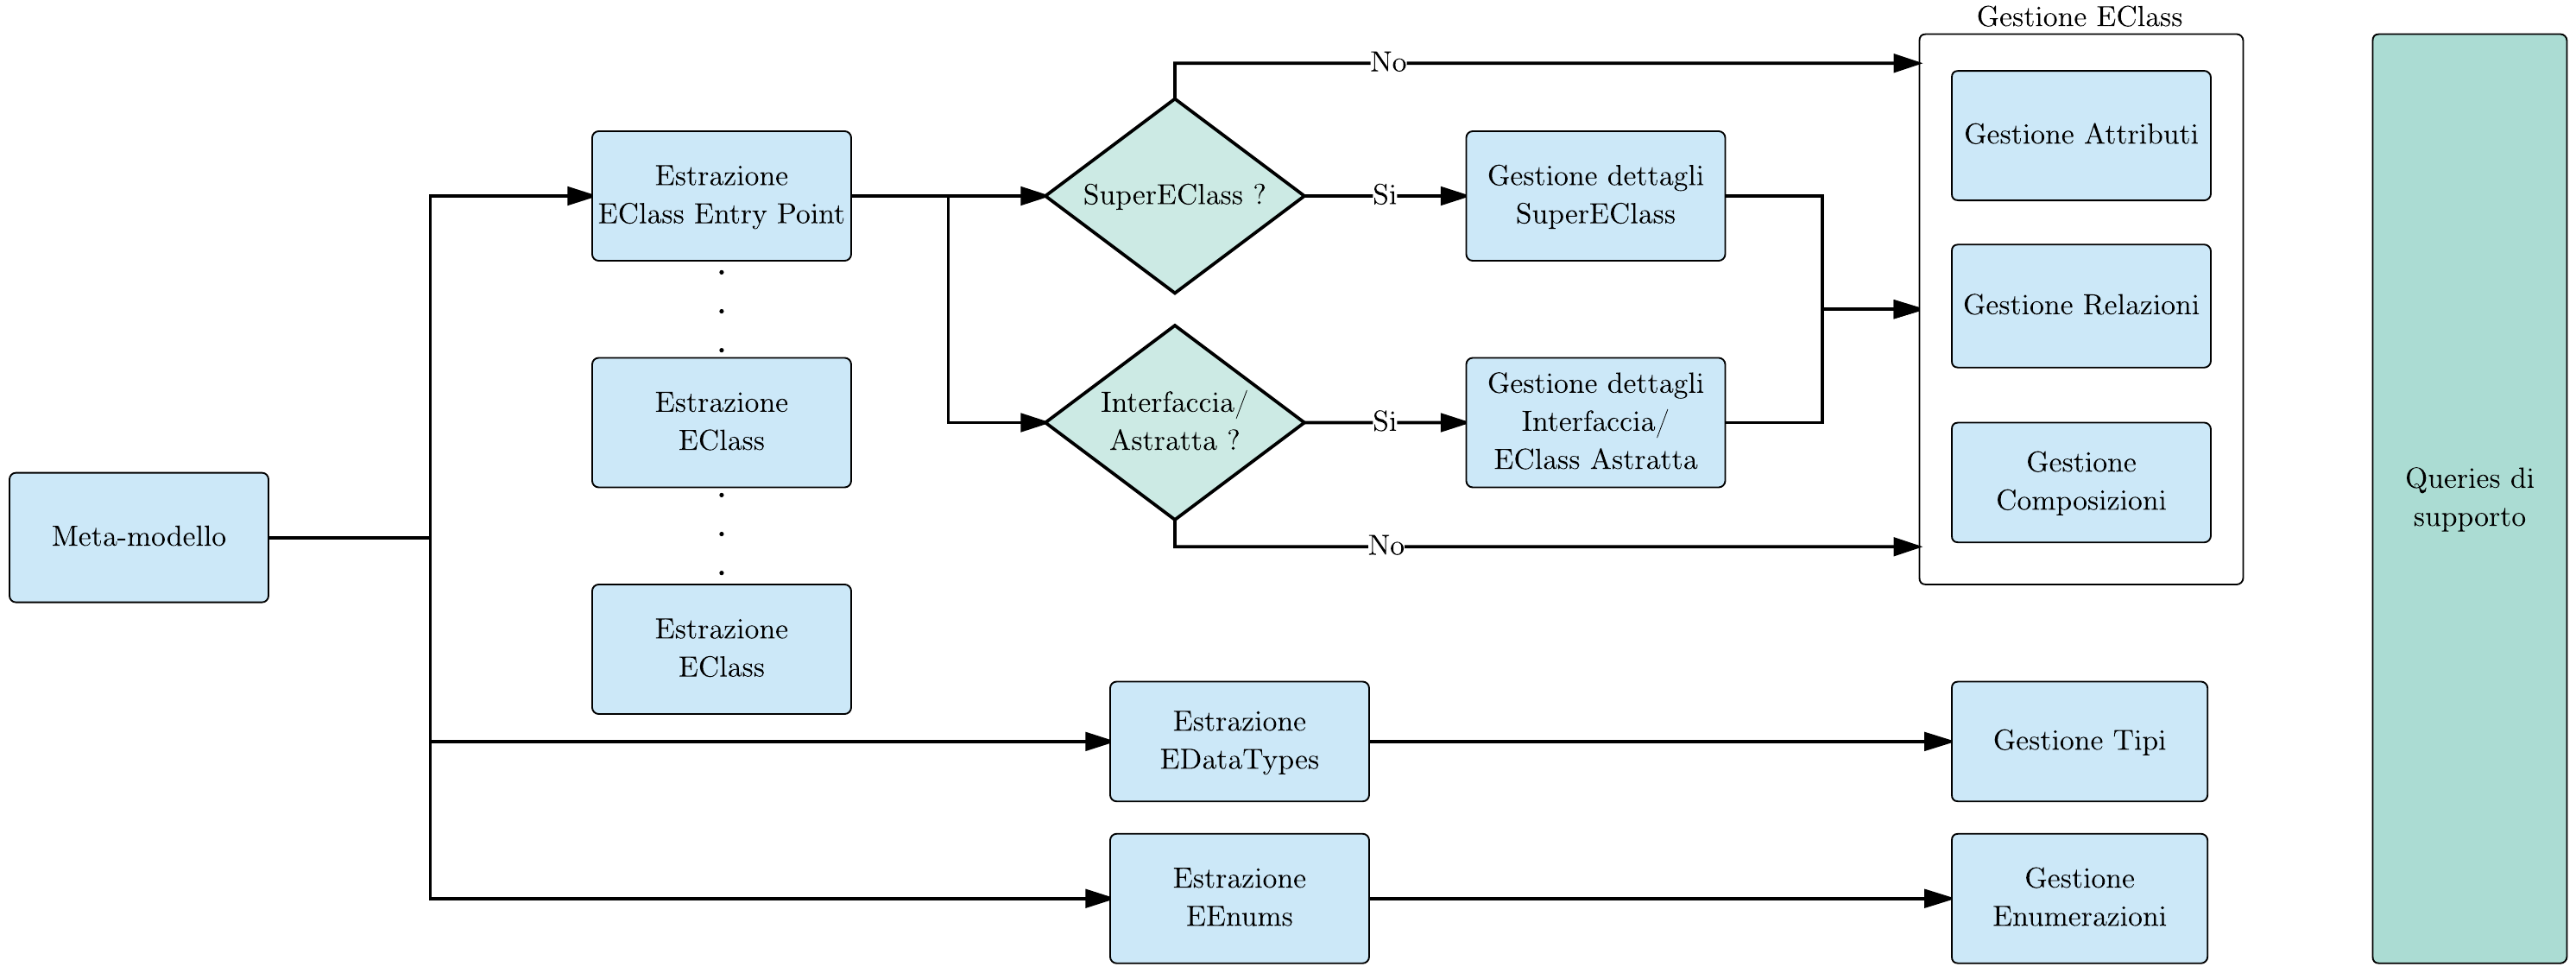 Gestione EClass
No
Gestione Attributi
Estrazione
EClass Entry Point
SuperEClass ?
Si
Gestione dettagli
SuperEClass
Gestione Relazioni
Estrazione
EClass
Interfaccia/
Astratta ?
Si
Gestione dettagli
Interfaccia/
EClass Astratta
Gestione
Composizioni
No
Meta-modello
Queries di
supporto
Estrazione
EClass
Estrazione
EDataTypes
Gestione Tipi
Estrazione
EEnums
Gestione
Enumerazioni